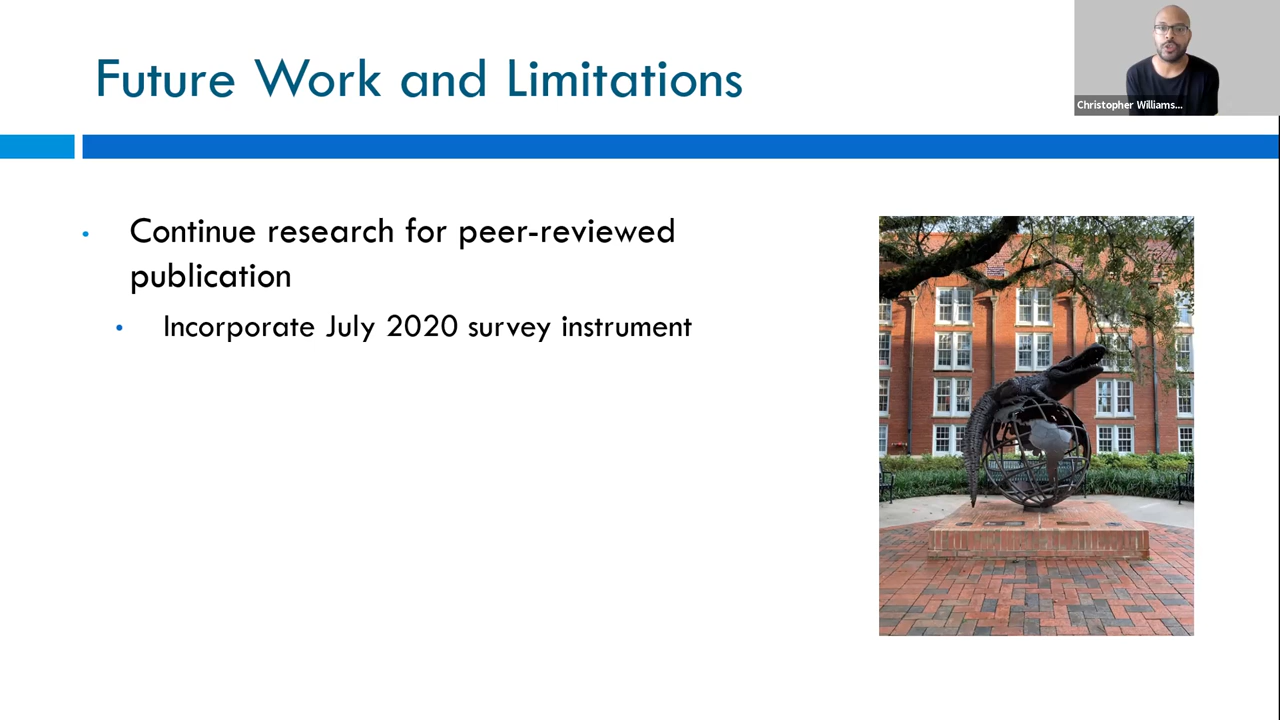 Future Work and Limitations
Christopher Williams...
• Continue research for peer-reviewed
publication
• Incorporate July 2020 survey instrument